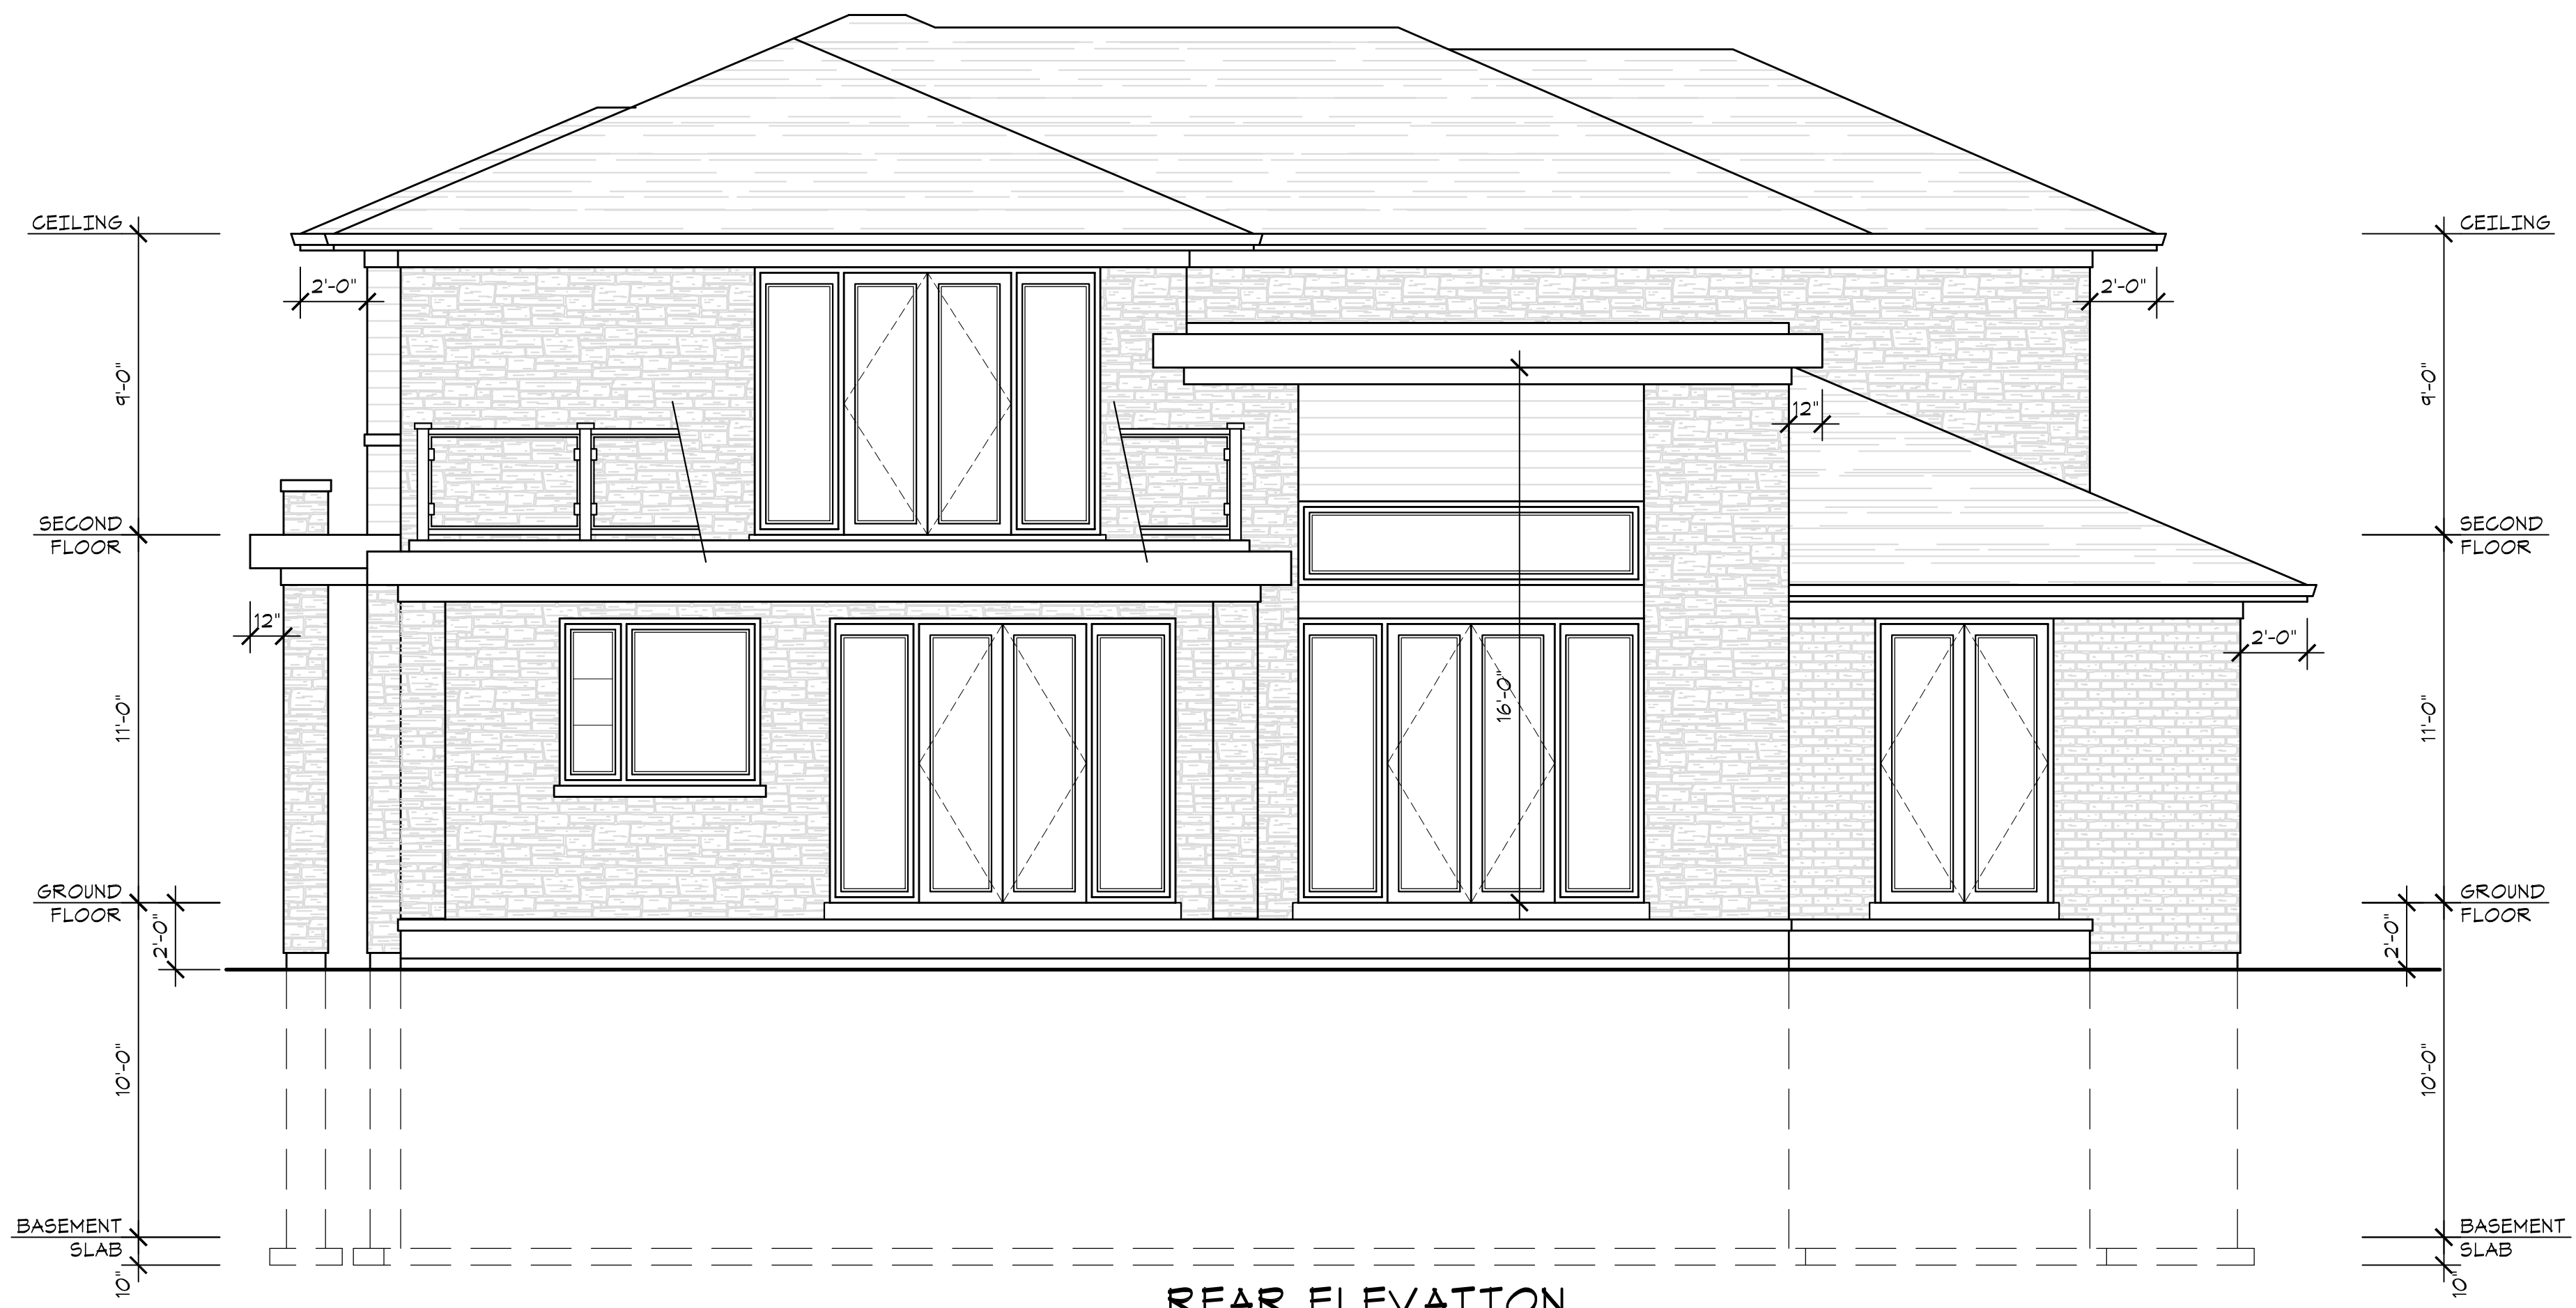 CEILING
CEILING
2'-0"
2'-0"
9'-0"
9'-0"
12"
SECOND
FLOOR
SECOND
FLOOR
12"
2'-0"
11'-0"
16'-0"
11'-0"
GROUND
FLOOR
GROUND
FLOOR
2'-0"
2'-0"
10'-0"
10'-0"
BASEMENT
SLAB
BASEMENT
SLAB
10"
10"
REAR ELEVATION